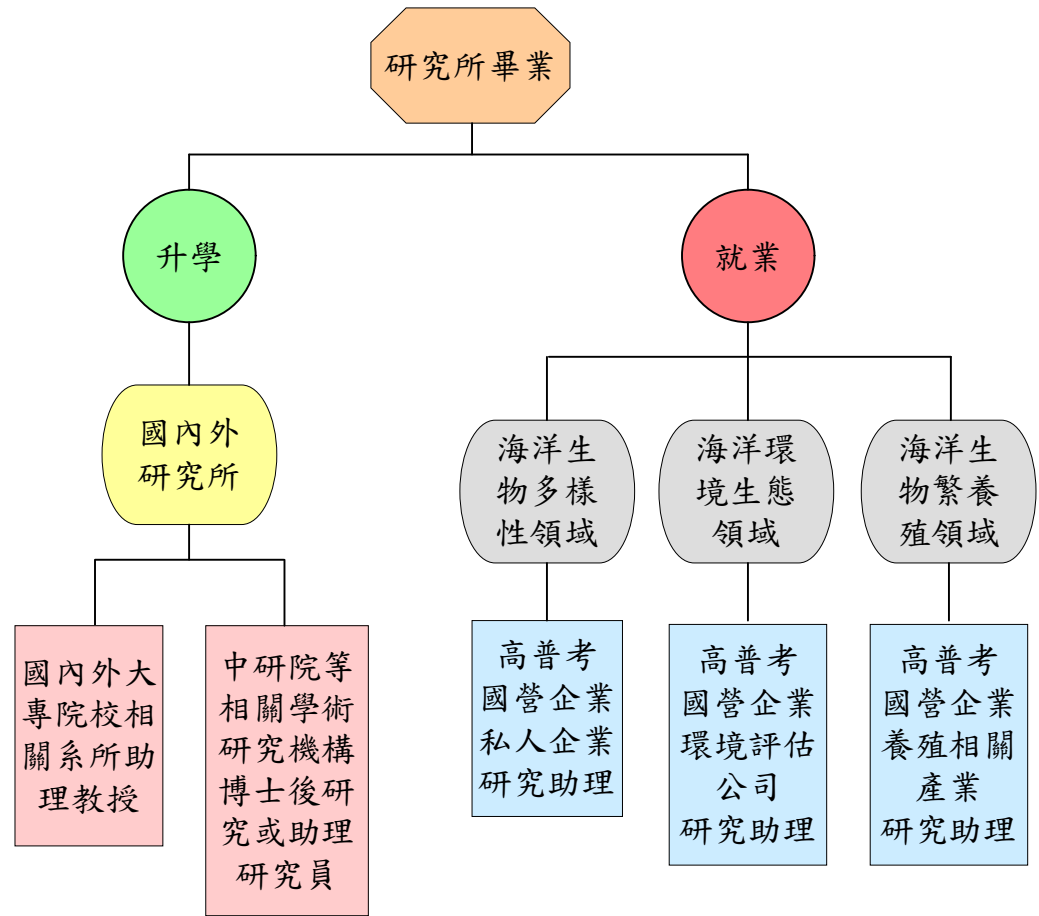 研究所畢業
升學
就業
國內外
研究所
海洋生
物多樣
性領域
海洋環
境生態
領域
海洋生
物繁養
殖領域
國內外大
專院校相
關系所助
理教授
中研院等
相關學術
研究機構
博士後研
究或助理
研究員
高普考
國營企業
私人企業
研究助理
高普考
國營企業
環境評估
公司
研究助理
高普考
國營企業
養殖相關
產業
研究助理